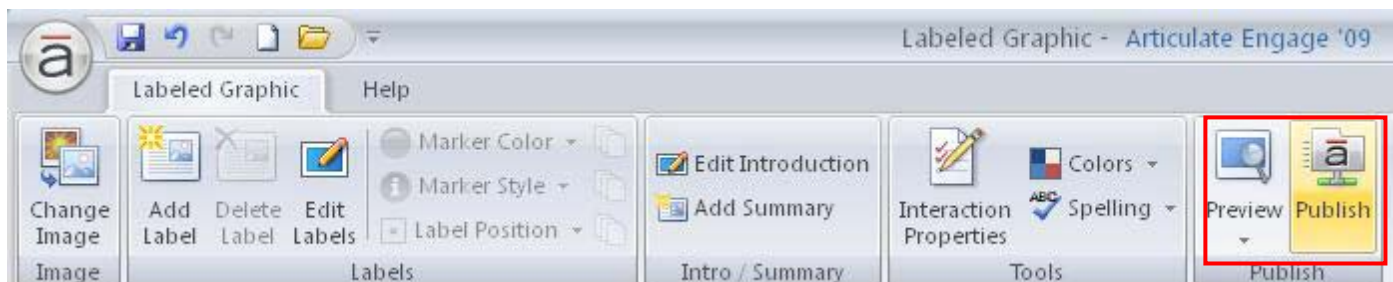 Labeled Graphic - Articulate Engage '09
ā
Labeled Graphic Help
Change
Image
Add
Label
Delete
Label
Edit
Labels
Marker Color
Marker Style
Label Position
Edit Introduction
Add Summary
Interaction
Properties
Colors
ABC
Spelling
Preview
ā
Publish
Image Labels Intro / Summary Tools Publish